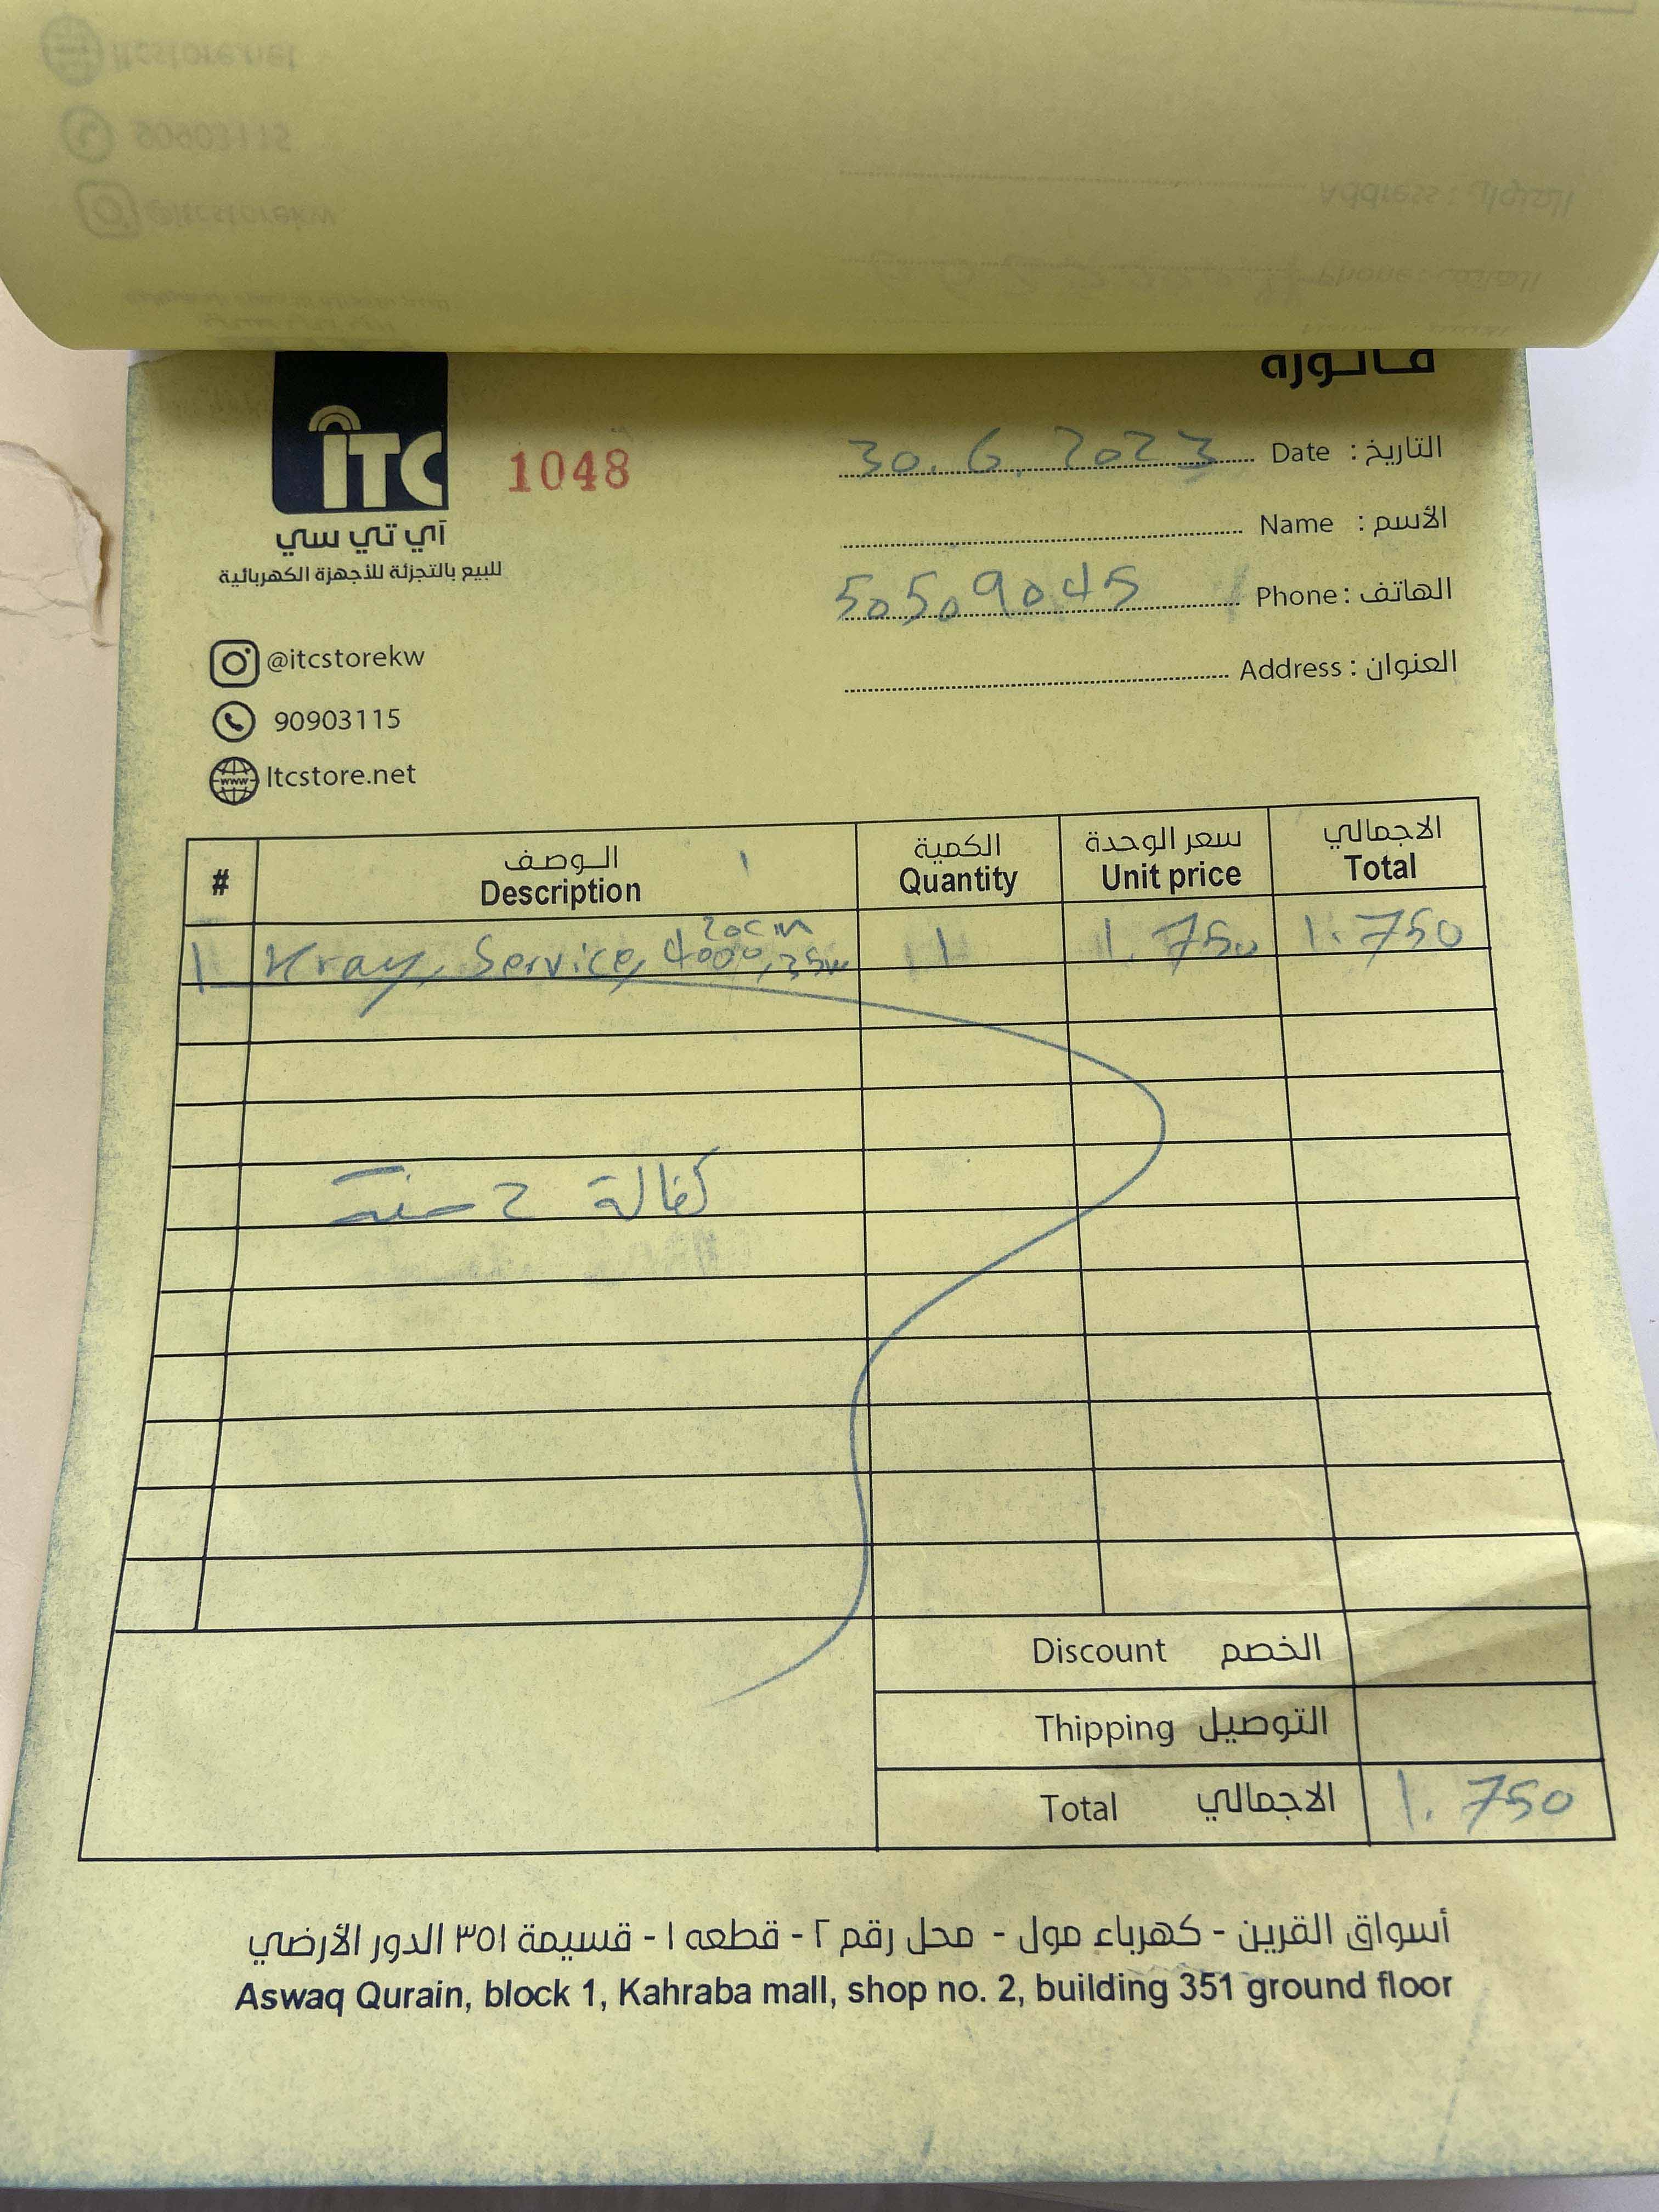 فاتورة
ITC
آي تي سي
للبيع بالتجزئة للأجهزة الكهربائية
1048
التاريخ : Date 30.6.2023
الأسم : Name
الهاتف : Phone 50509045
العنوان : Address
@itcstorekw
90903115
Itcstore.net
# الـوصف الكمية سعر الوحدة الاجمالي
Description Quantity Unit price Total
20cm
1 Kray, Service, 4000, 25w 1 1.750 1.750
كفالة 2 سنة
Discount الخصم
Thipping التوصيل
Total الاجمالي 1.750
أسواق القرين - كهرباء مول - محل رقم ٢ - قطعه ١ - قسيمة ٣٥١ الدور الأرضي
Aswaq Qurain, block 1, Kahraba mall, shop no. 2, building 351 ground floor